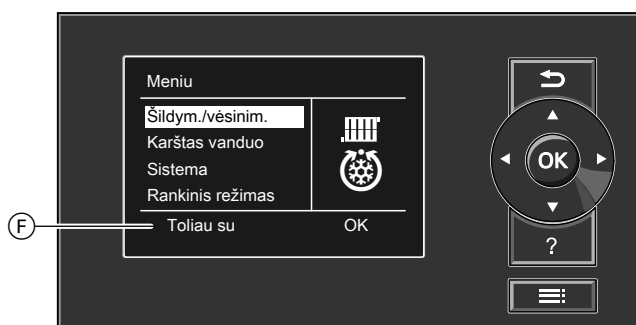 Meniu
Šildym./vėsinim.
Karštas vanduo
Sistema
Rankinis režimas
Toliau su OK
F
OK
?